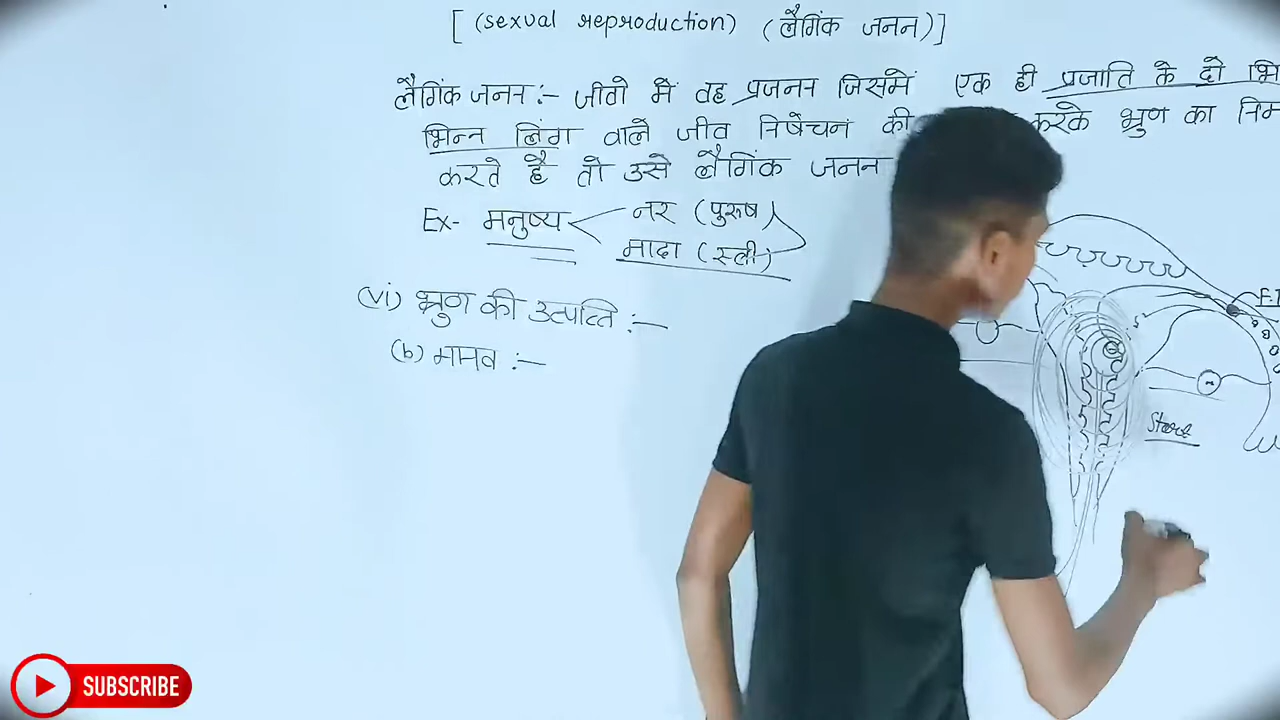 [ (sexual reproduction) (लैगिंक जनन)]
लैगिंक जनन:- जीवो में वह प्रजनन जिसमें एक ही प्रजाति के दो भि
भिन्न लिंग वाले जीव निषेचन की करके भ्रुण का निम
करते है तो उसे लैगिंक जनन
Ex- मनुष्य नर (पुरूष)
मादा (स्त्री)
(vi) भ्रुण की उत्पत्ति :-
(b) मानव :-
F.T
SUBSCRIBE